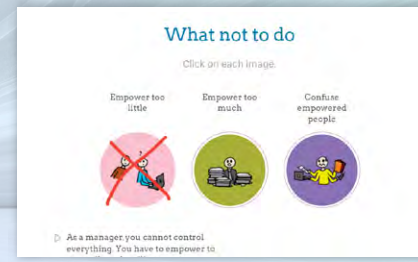 What not to do
Click on each image.
Empower too
little
Empower too
much
Confuse
empowered
people
As a manager, you cannot control
everything. You have to empower to